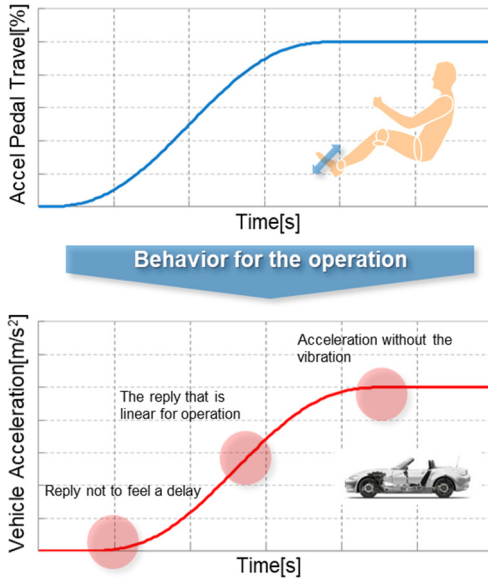 Accel Pedal Travel[%]
Time[s]
Behavior for the operation
Vehicle Acceleration[m/s²]
Acceleration without the
vibration
The reply that is
linear for operation
Reply not to feel a delay
Time[s]